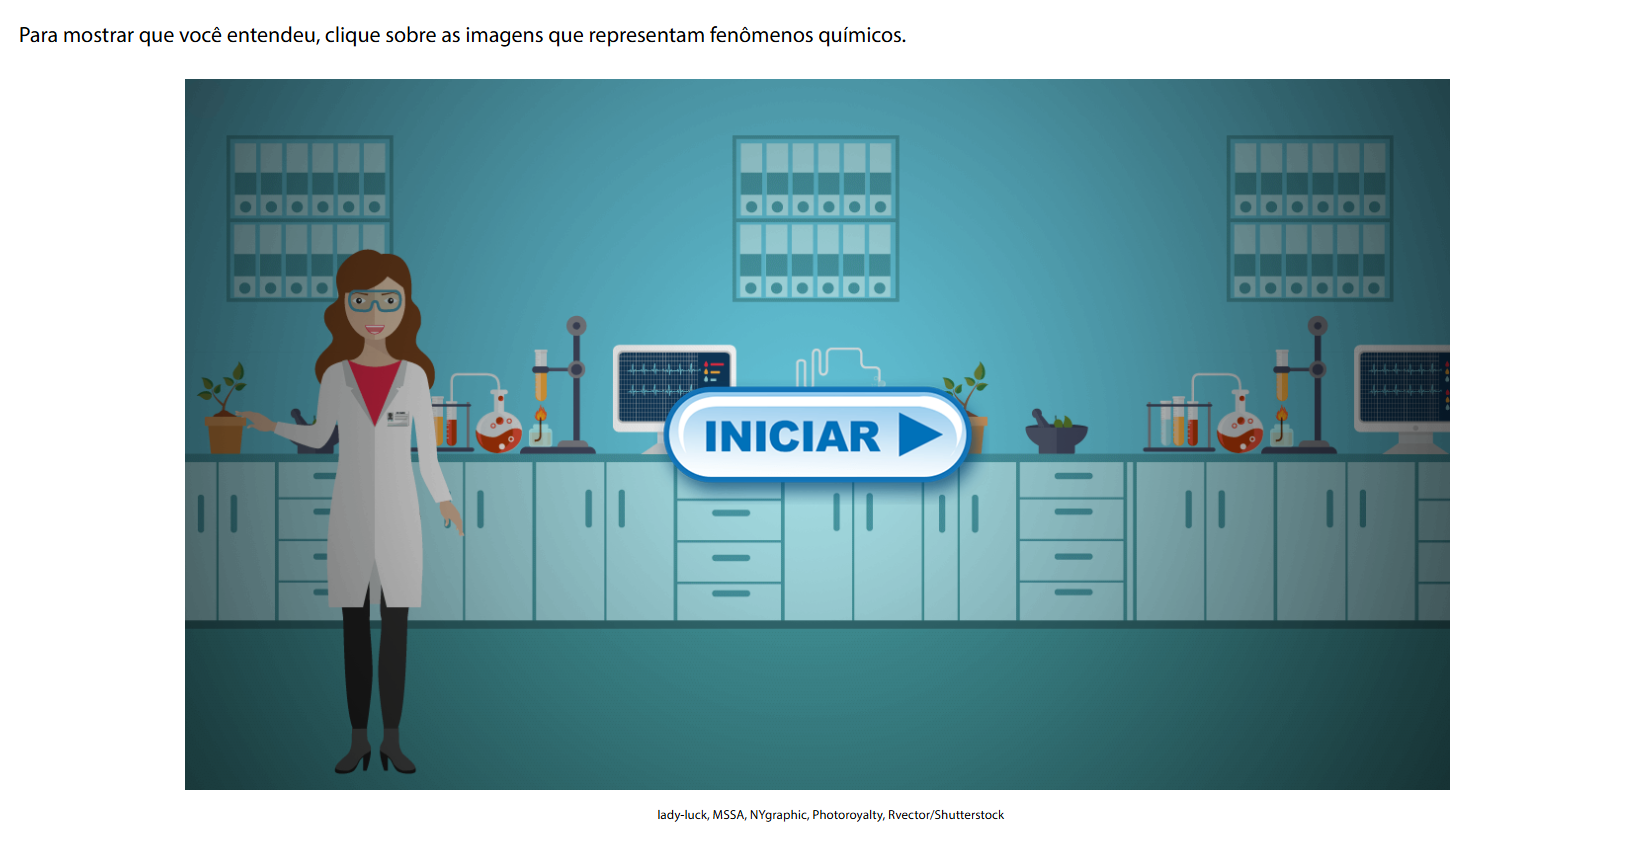 Para mostrar que você entendeu, clique sobre as imagens que representam fenômenos químicos.
INICIAR
lady-luck, MSSA, NYgraphic, Photoroyalty, Rvector/Shutterstock